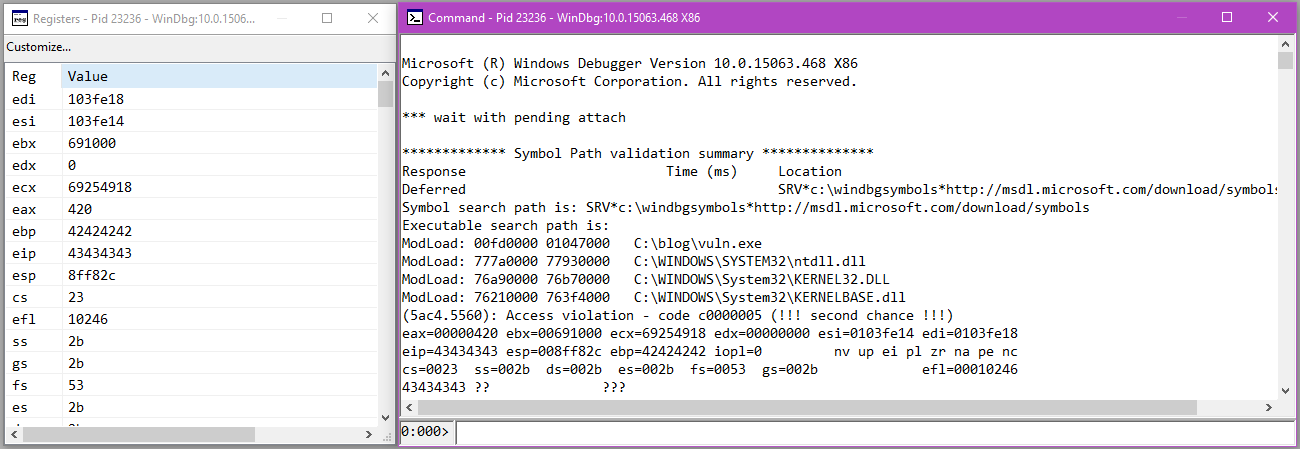 Registers - Pid 23236 - WinDbg:10.0.1506...
Customize...
Reg Value
edi 103fe18
esi 103fe14
ebx 691000
edx 0
ecx 69254918
eax 420
ebp 42424242
eip 43434343
esp 8ff82c
cs 23
efl 10246
ss 2b
gs 2b
fs 53
es 2b
Command - Pid 23236 - WinDbg:10.0.15063.468 X86
Microsoft (R) Windows Debugger Version 10.0.15063.468 X86
Copyright (c) Microsoft Corporation. All rights reserved.
*** wait with pending attach
************* Symbol Path validation summary **************
Response Time (ms) Location
Deferred SRV*c:\windbgsymbols*http://msdl.microsoft.com/download/symbols
Symbol search path is: SRV*c:\windbgsymbols*http://msdl.microsoft.com/download/symbols
Executable search path is:
ModLoad: 00fd0000 01047000 C:\blog\vuln.exe
ModLoad: 777a0000 77930000 C:\WINDOWS\SYSTEM32\ntdll.dll
ModLoad: 76a90000 76b70000 C:\WINDOWS\System32\KERNEL32.DLL
ModLoad: 76210000 763f4000 C:\WINDOWS\System32\KERNELBASE.dll
(5ac4.5560): Access violation - code c0000005 (!!! second chance !!!)
eax=00000420 ebx=00691000 ecx=69254918 edx=00000000 esi=0103fe14 edi=0103fe18
eip=43434343 esp=008ff82c ebp=42424242 iopl=0 nv up ei pl zr na pe nc
cs=0023 ss=002b ds=002b es=002b fs=0053 gs=002b efl=00010246
43434343 ?? ???
0:000>